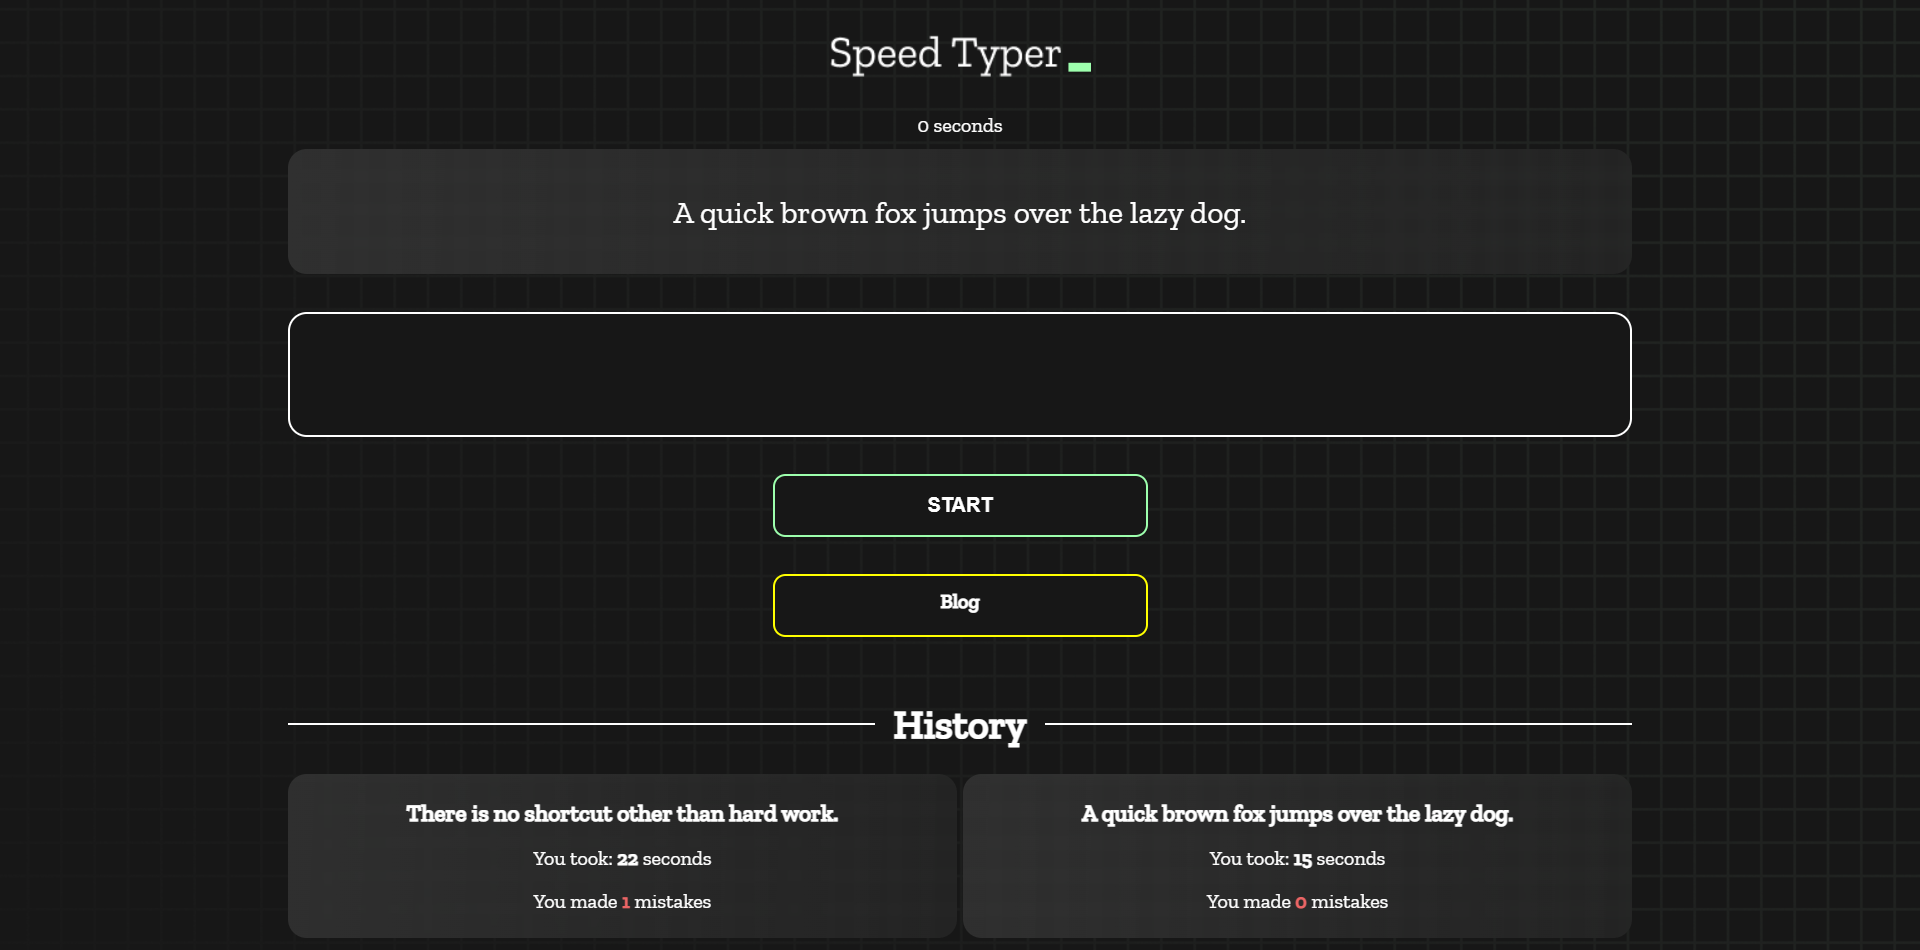 Speed Typer
0 seconds
A quick brown fox jumps over the lazy dog.
START
Blog
History
There is no shortcut other than hard work.
You took: 22 seconds
You made 1 mistakes
A quick brown fox jumps over the lazy dog.
You took: 15 seconds
You made 0 mistakes